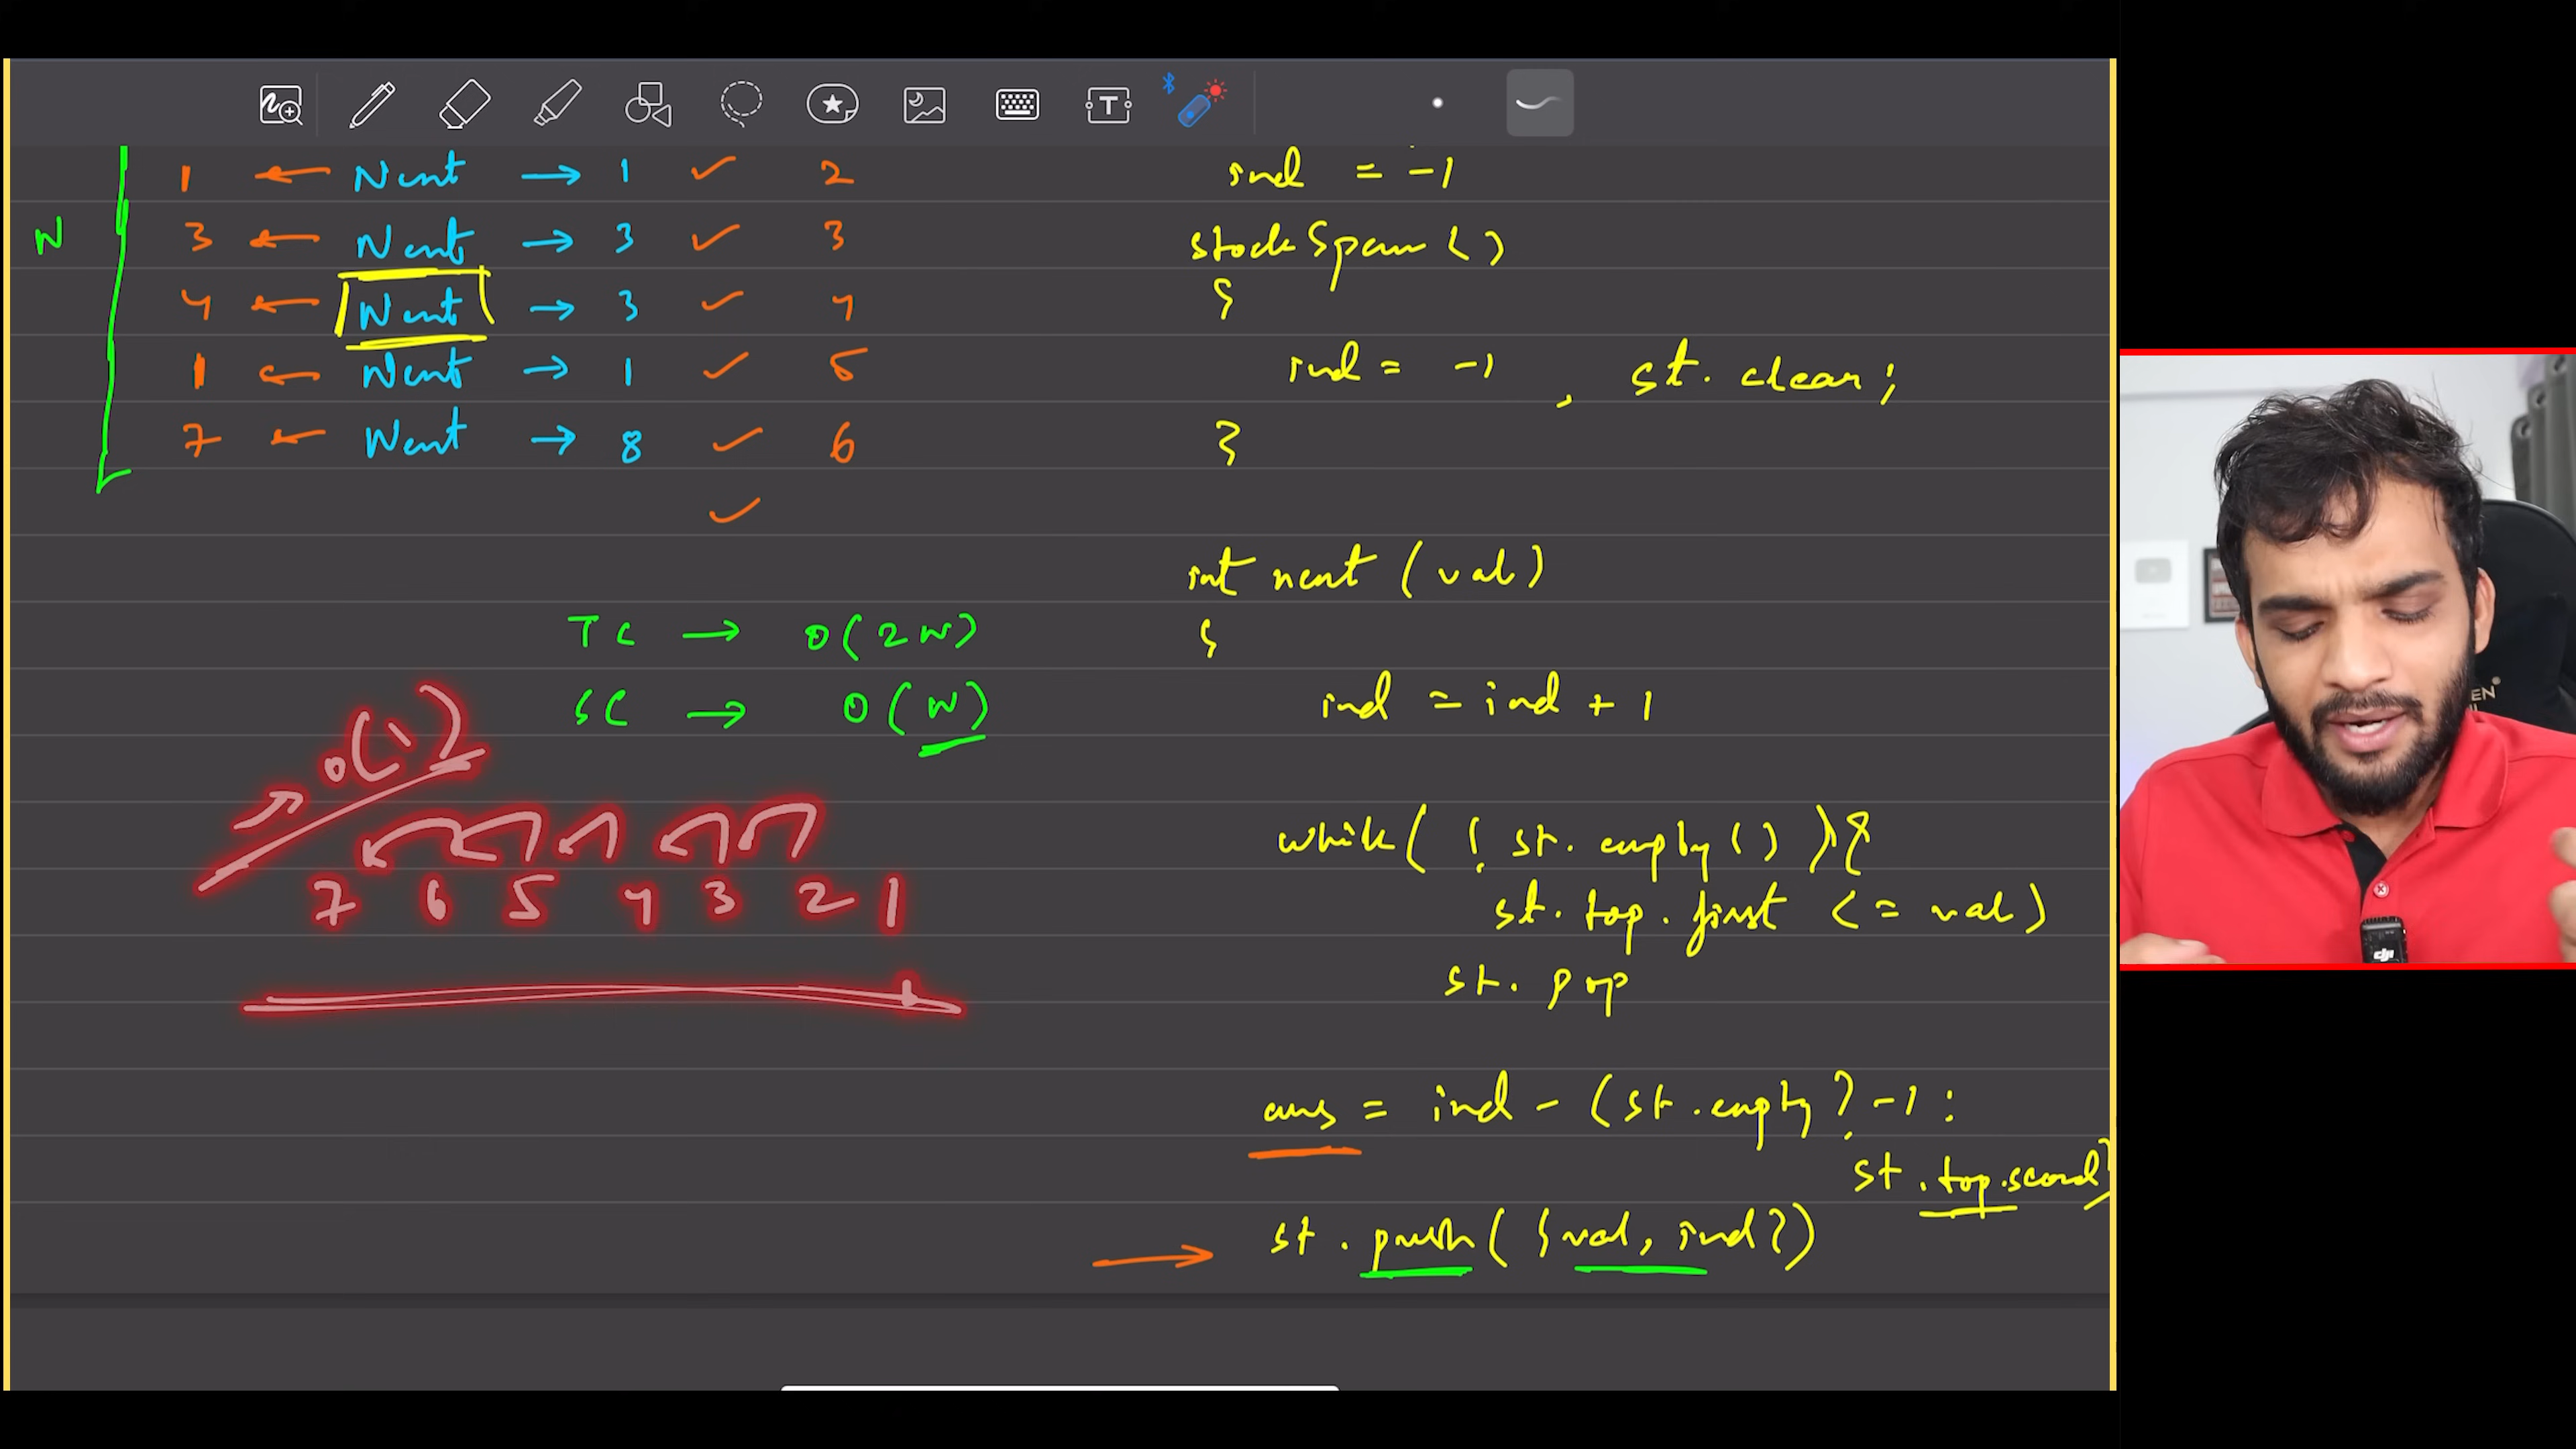 1 ← Next → 1 ✓ 2
N 3 ← Next → 3 ✓ 3
4 ← Next → 3 ✓ 4
1 ← Next → 1 ✓ 5
7 ← Next → 8 ✓ 6
✓
TC → O(2N)
SC → O(N)
→ O(1)
7 6 5 4 3 2 1
ind = -1
stockSpan()
{
ind = -1, st. clear;
}
int next (val)
{
ind = ind + 1
while( ! st. empty() ){
st. top. first <= val)
st. pop
ans = ind - (st. empty ? -1 :
st. top. second)
→ st. push( {val, ind})
T
EN
dji